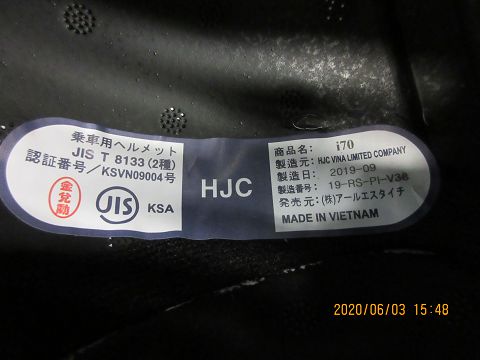 乗車用ヘルメット
JIS T 8133(2種)
認証番号/KSVN09004号
JIS
KSA
HJC
商品名: i70
製造元: HJC VINA LIMITED COMPANY
製造日: 2019-09
製造番号: 19-RS-PI-V38
発売元: (株)アールエスタイチ
MADE IN VIETNAM
2020/06/03 15:48